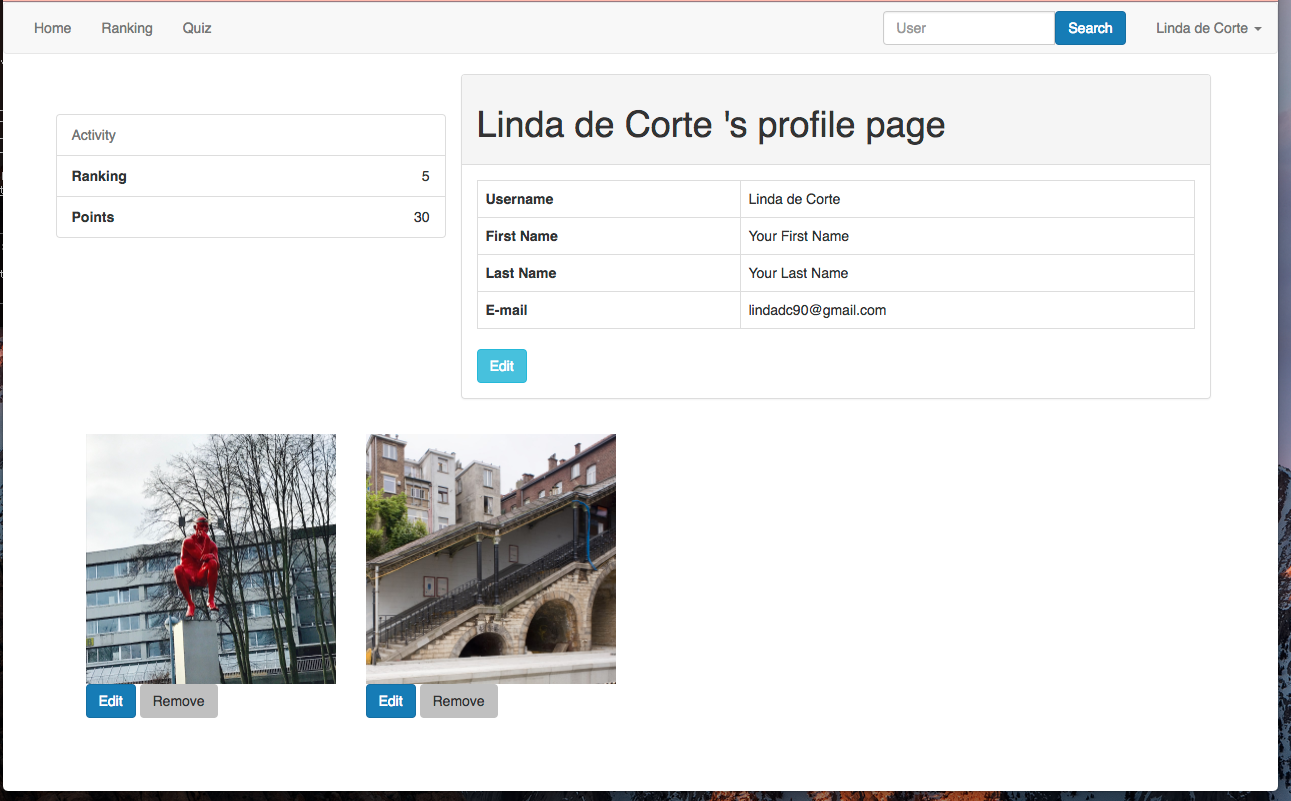 Home Ranking Quiz User Search Linda de Corte
Activity
Ranking 5
Points 30
Linda de Corte 's profile page
Username Linda de Corte
First Name Your First Name
Last Name Your Last Name
E-mail lindadc90@gmail.com
Edit
Edit Remove Edit Remove